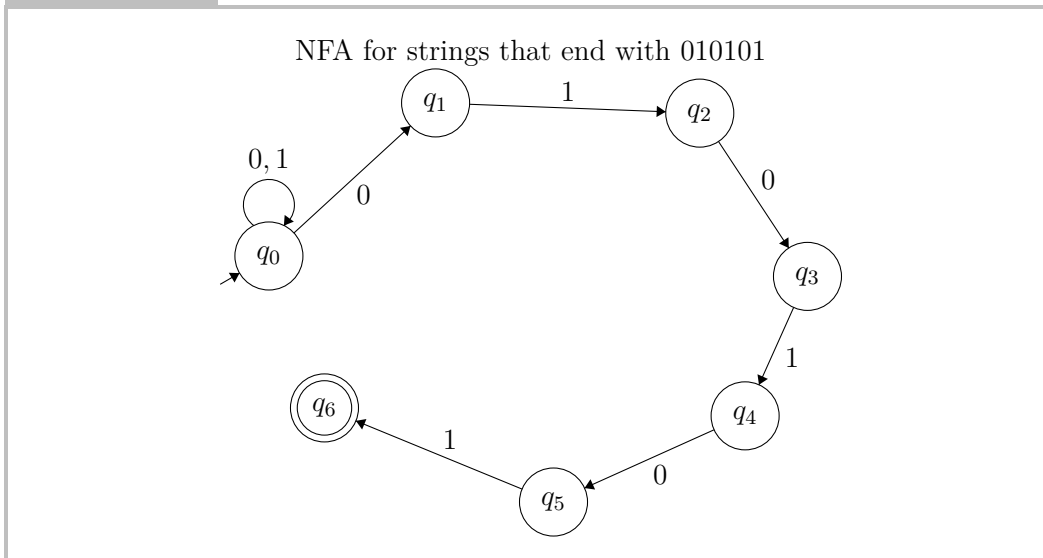 NFA for strings that end with 010101
q₁
1
q₂
0, 1
0
0
q₀
q₃
1
q₆
q₄
1
0
q₅